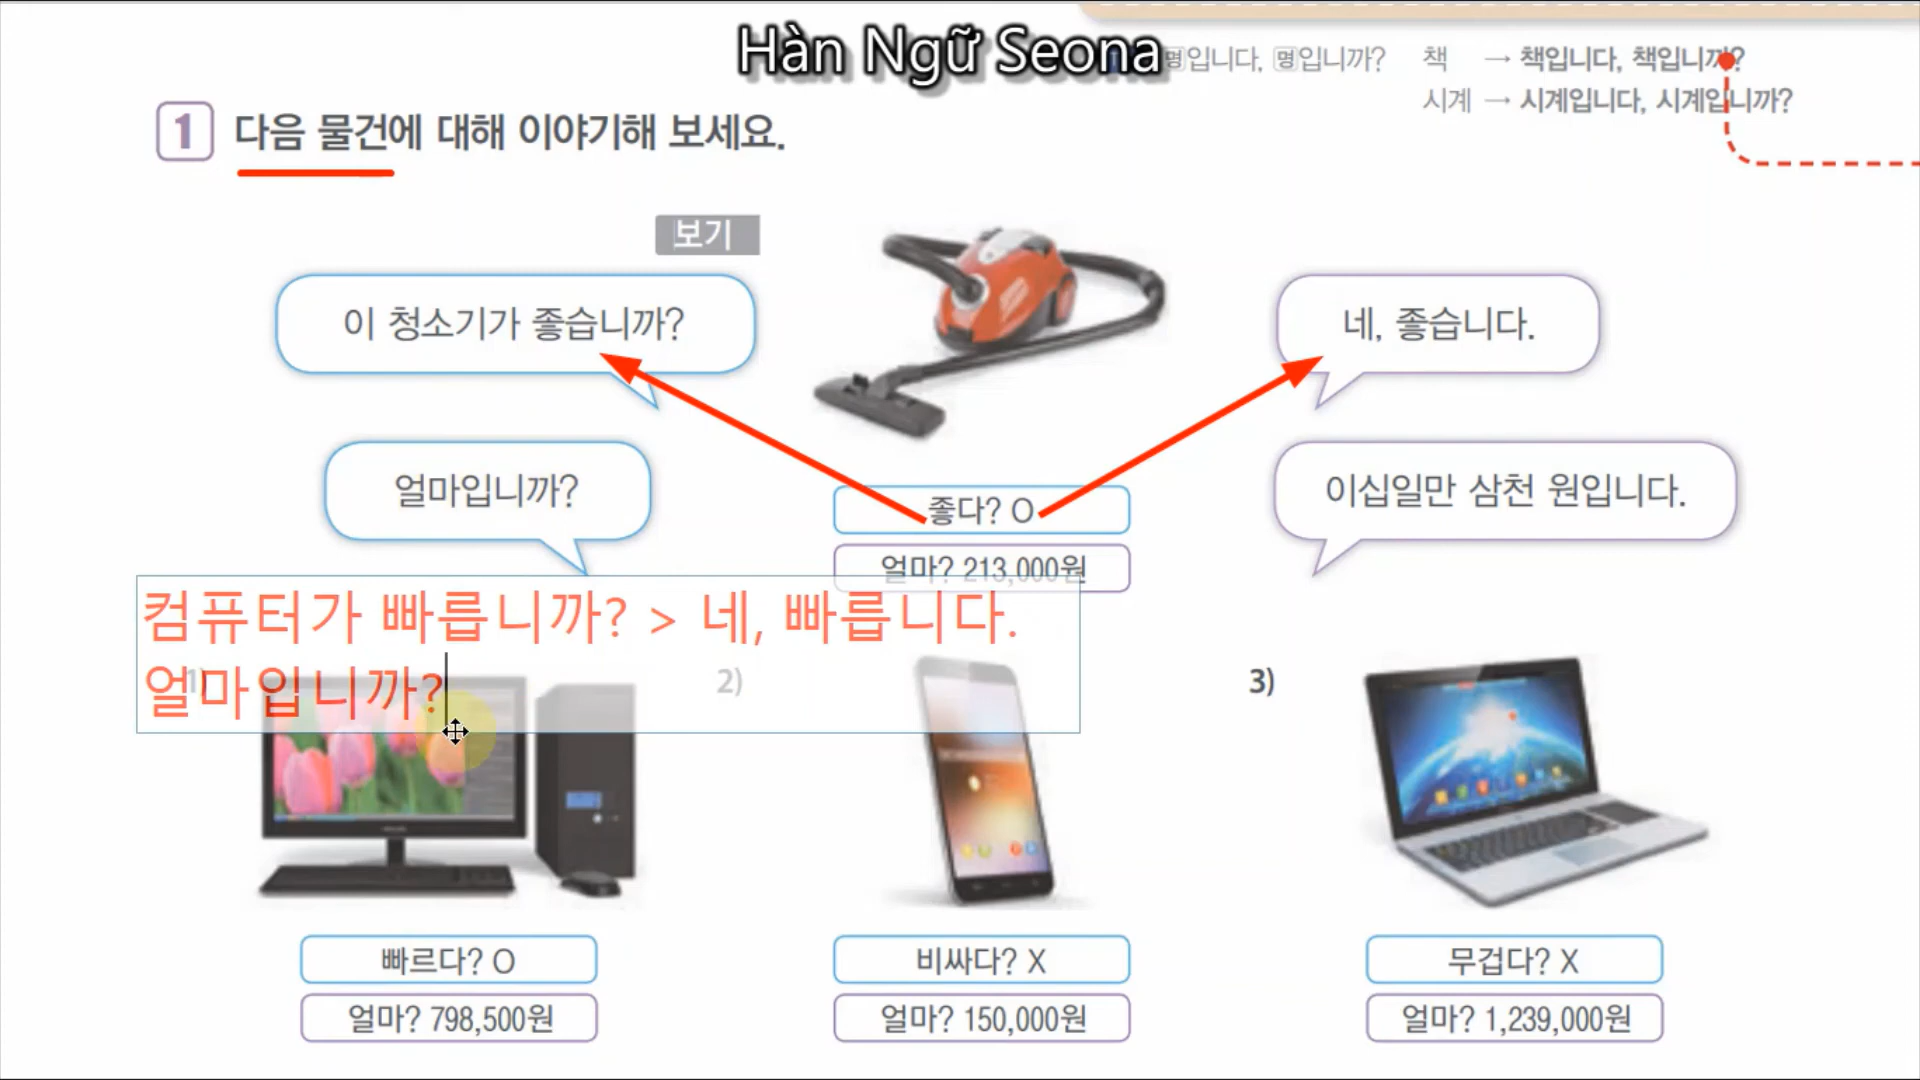 Hàn Ngữ Seona
명입니다, 명입니까? 책 → 책입니다, 책입니까?
시계 → 시계입니다, 시계입니까?
1 다음 물건에 대해 이야기해 보세요.
보기
이 청소기가 좋습니까?
네, 좋습니다.
얼마입니까?
좋다? O
이십일만 삼천 원입니다.
얼마? 213,000원
컴퓨터가 빠릅니까? > 네, 빠릅니다.
얼마입니까?
1)
2)
3)
빠르다? O
비싸다? X
무겁다? X
얼마? 798,500원
얼마? 150,000원
얼마? 1,239,000원